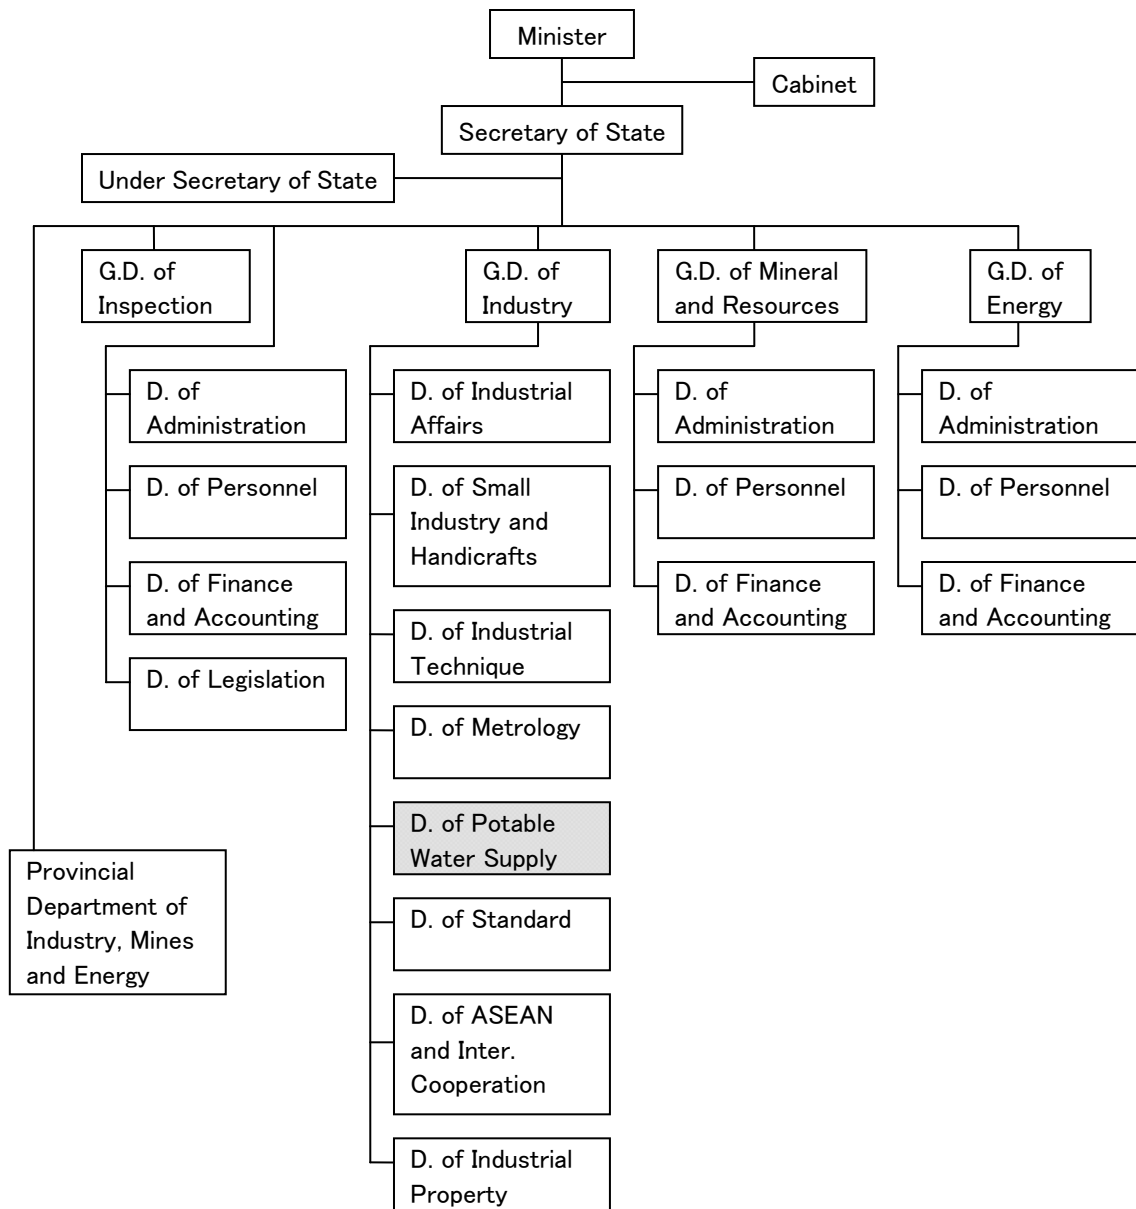 Minister
Cabinet
Secretary of State
Under Secretary of State
G.D. of
Inspection
G.D. of
Industry
G.D. of Mineral
and Resources
G.D. of
Energy
D. of
Administration
D. of Personnel
D. of Finance
and Accounting
D. of Legislation
D. of Industrial
Affairs
D. of Small
Industry and
Handicrafts
D. of Industrial
Technique
D. of Metrology
D. of Potable
Water Supply
D. of Standard
D. of ASEAN
and Inter.
Cooperation
D. of Industrial
Property
D. of
Administration
D. of Personnel
D. of Finance
and Accounting
D. of
Administration
D. of Personnel
D. of Finance
and Accounting
Provincial
Department of
Industry, Mines
and Energy